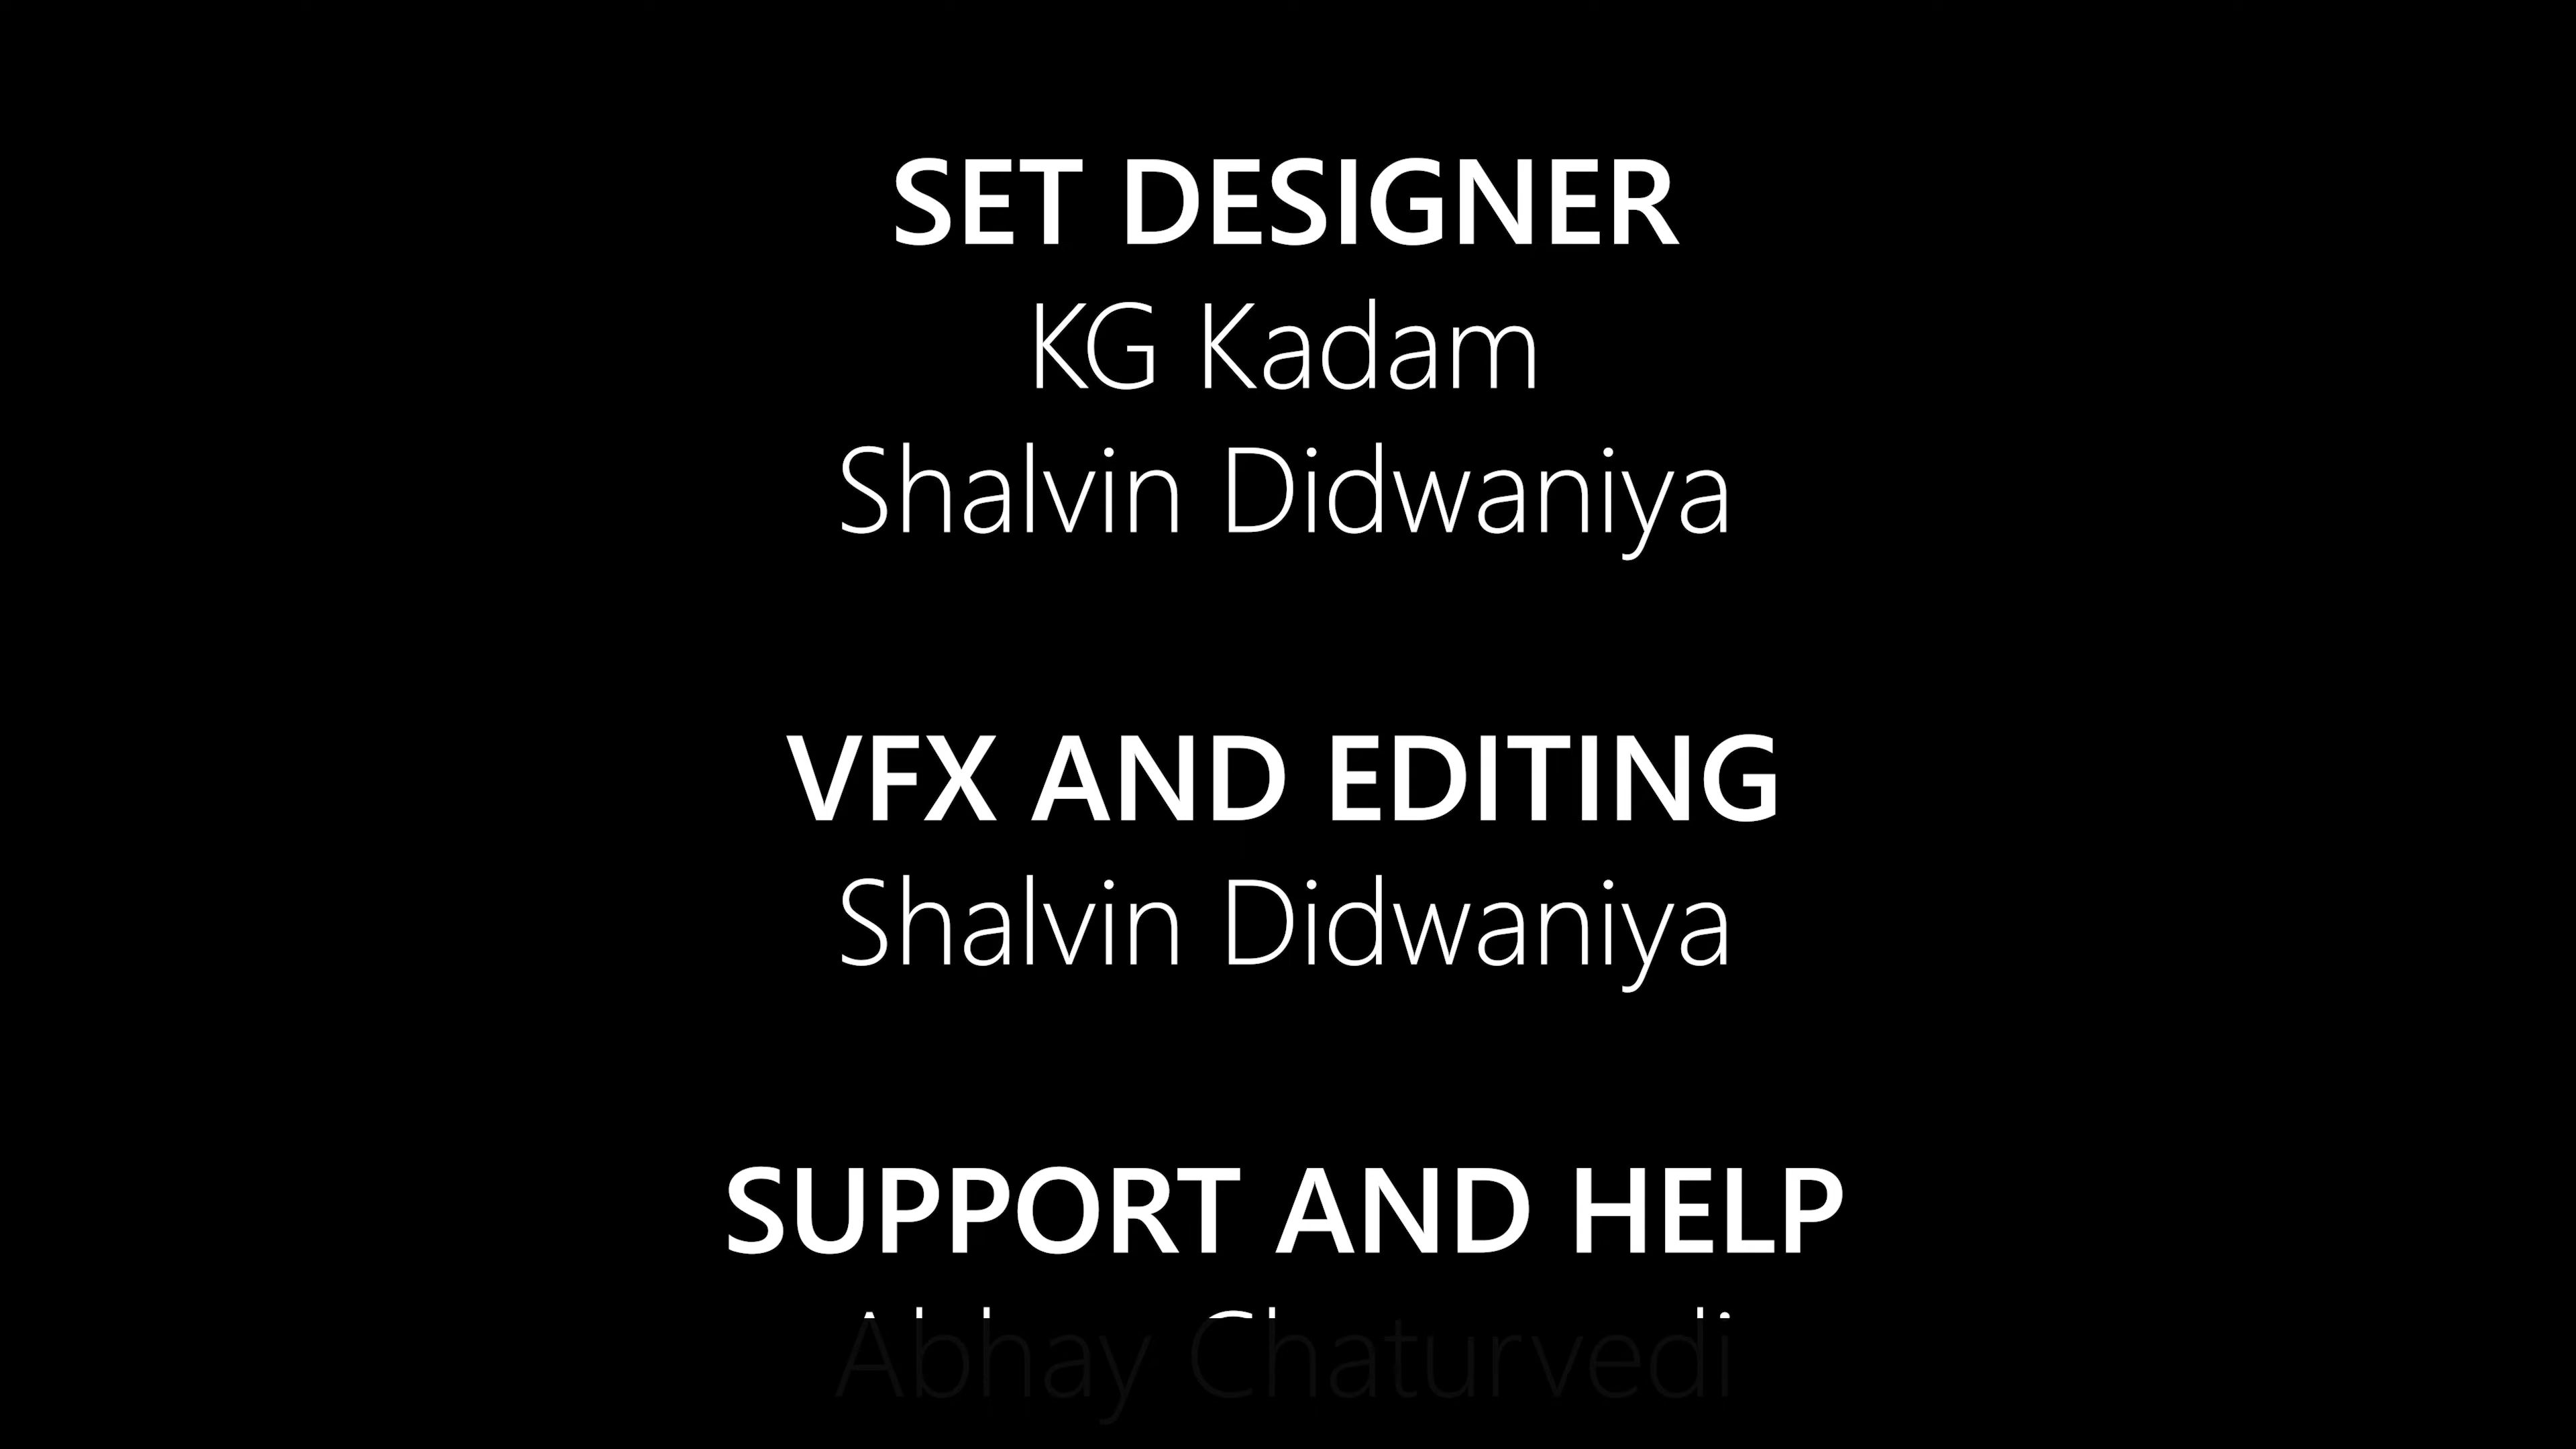 SET DESIGNER
KG Kadam
Shalvin Didwaniya
VFX AND EDITING
Shalvin Didwaniya
SUPPORT AND HELP
Abhay Chaturvedi